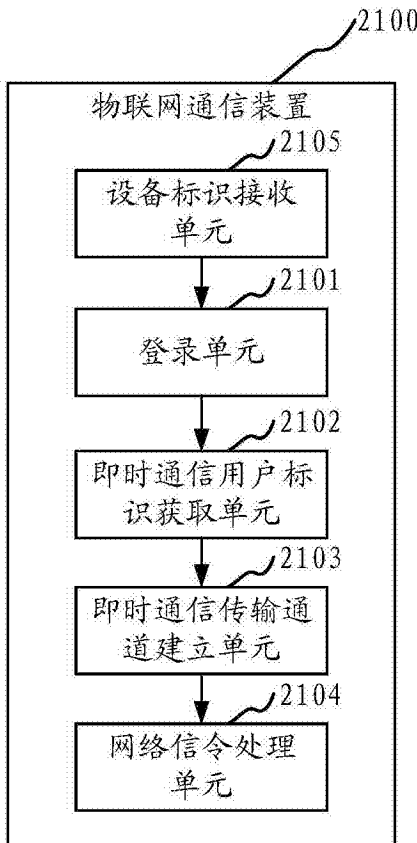 2100
物联网通信装置
2105
设备标识接收
单元
2101
登录单元
2102
即时通信用户标
识获取单元
2103
即时通信传输通
道建立单元
2104
网络信令处理
单元